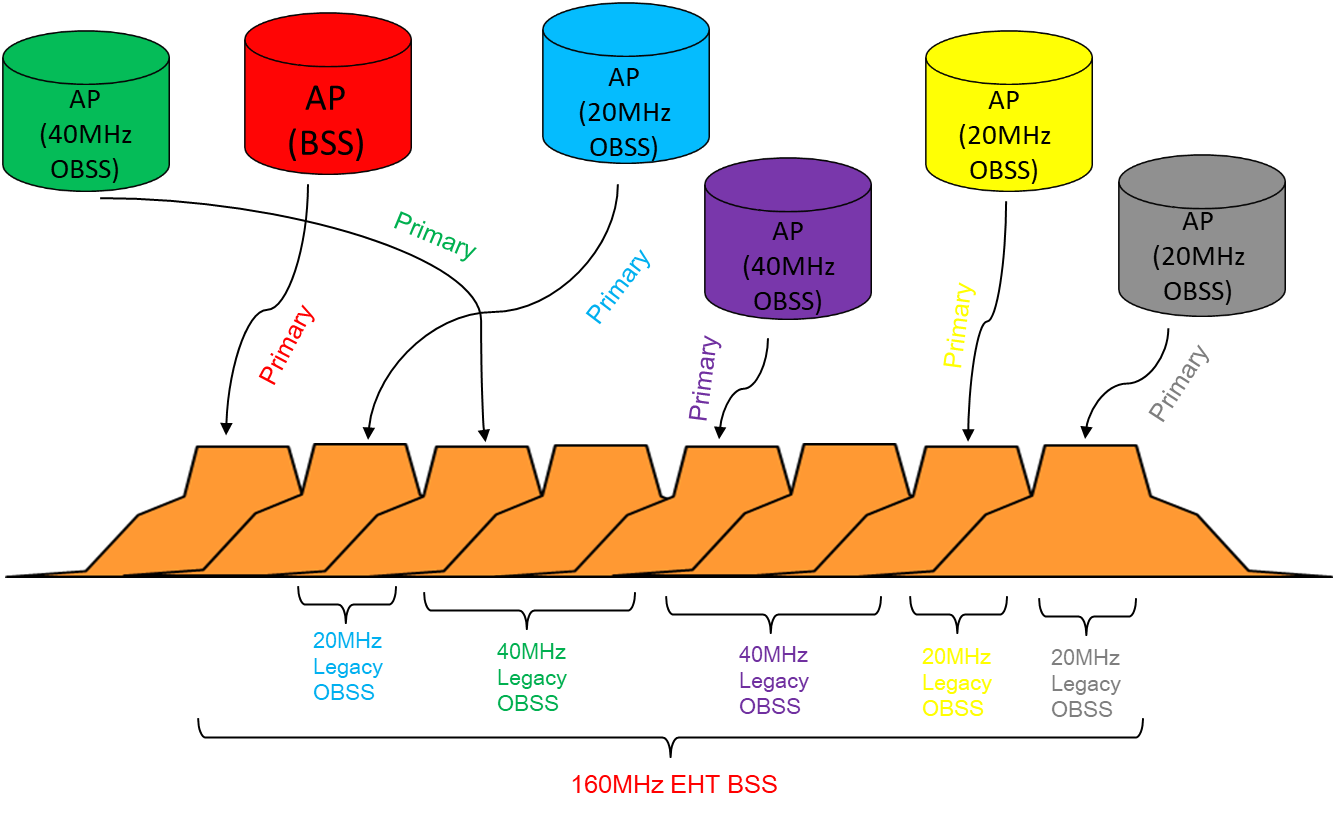 AP
(40MHz
OBSS)
AP
(BSS)
AP
(20MHz
OBSS)
AP
(40MHz
OBSS)
AP
(20MHz
OBSS)
AP
(20MHz
OBSS)
Primary
Primary
Primary
Primary
Primary
Primary
20MHz
Legacy
OBSS
40MHz
Legacy
OBSS
40MHz
Legacy
OBSS
20MHz
Legacy
OBSS
20MHz
Legacy
OBSS
160MHz EHT BSS